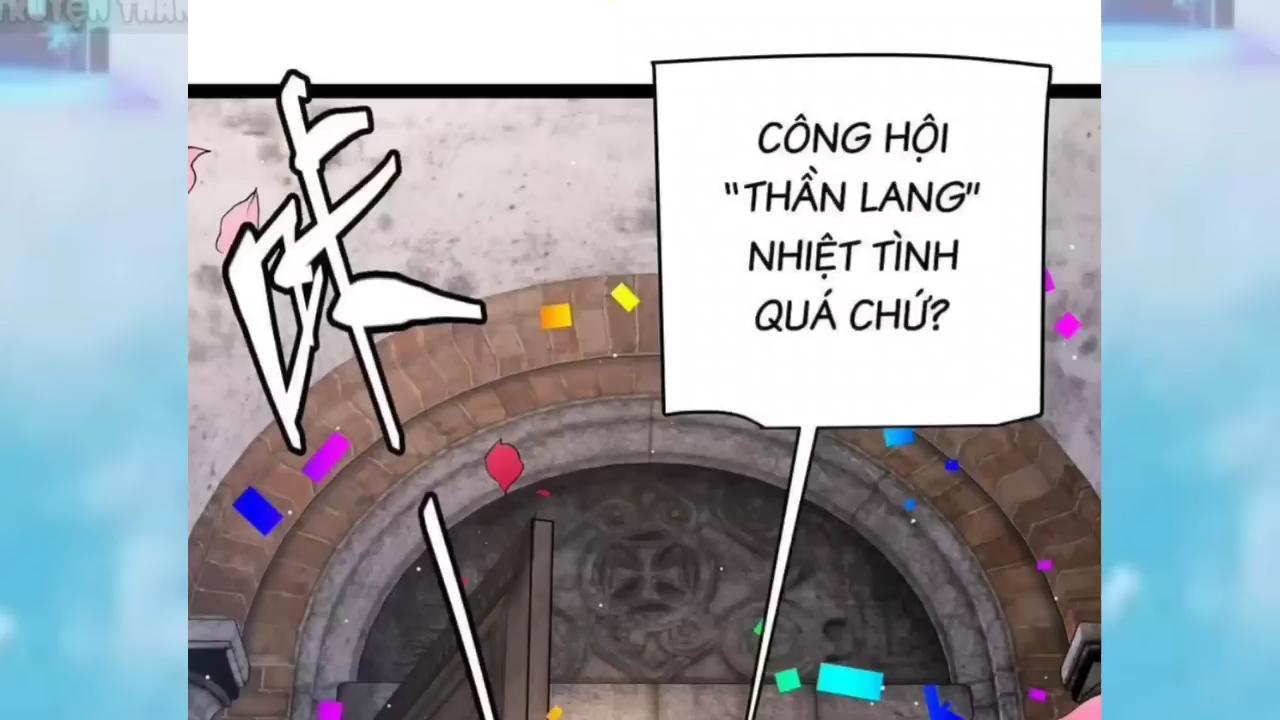 CÔNG HỘI
"THẦN LANG"
NHIỆT TÌNH
QUÁ CHỨ?